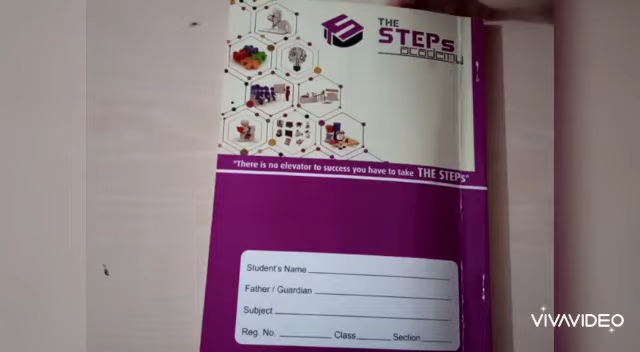 THE
STEPs
academy
"There is no elevator to success you have to take THE STEPs"
Student's Name
Father / Guardian
Subject
Reg. No. Class Section
VIVAVIDEO